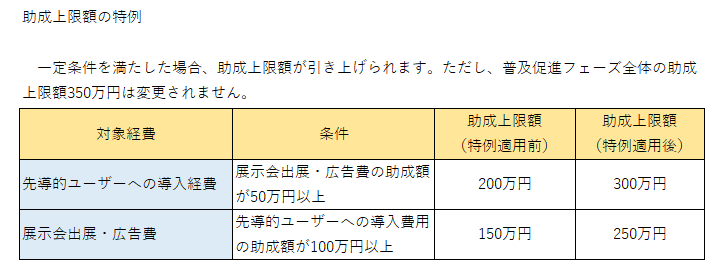 助成上限額の特例
一定条件を満たした場合、助成上限額が引き上げられます。ただし、普及促進フェーズ全体の助成
上限額350万円は変更されません。
対象経費
条件
助成上限額
（特例適用前）
助成上限額
（特例適用後）
先導的ユーザーへの導入経費
展示会出展・広告費の助成額
が50万円以上
200万円
300万円
展示会出展・広告費
先導的ユーザーへの導入費用
の助成額が100万円以上
150万円
250万円